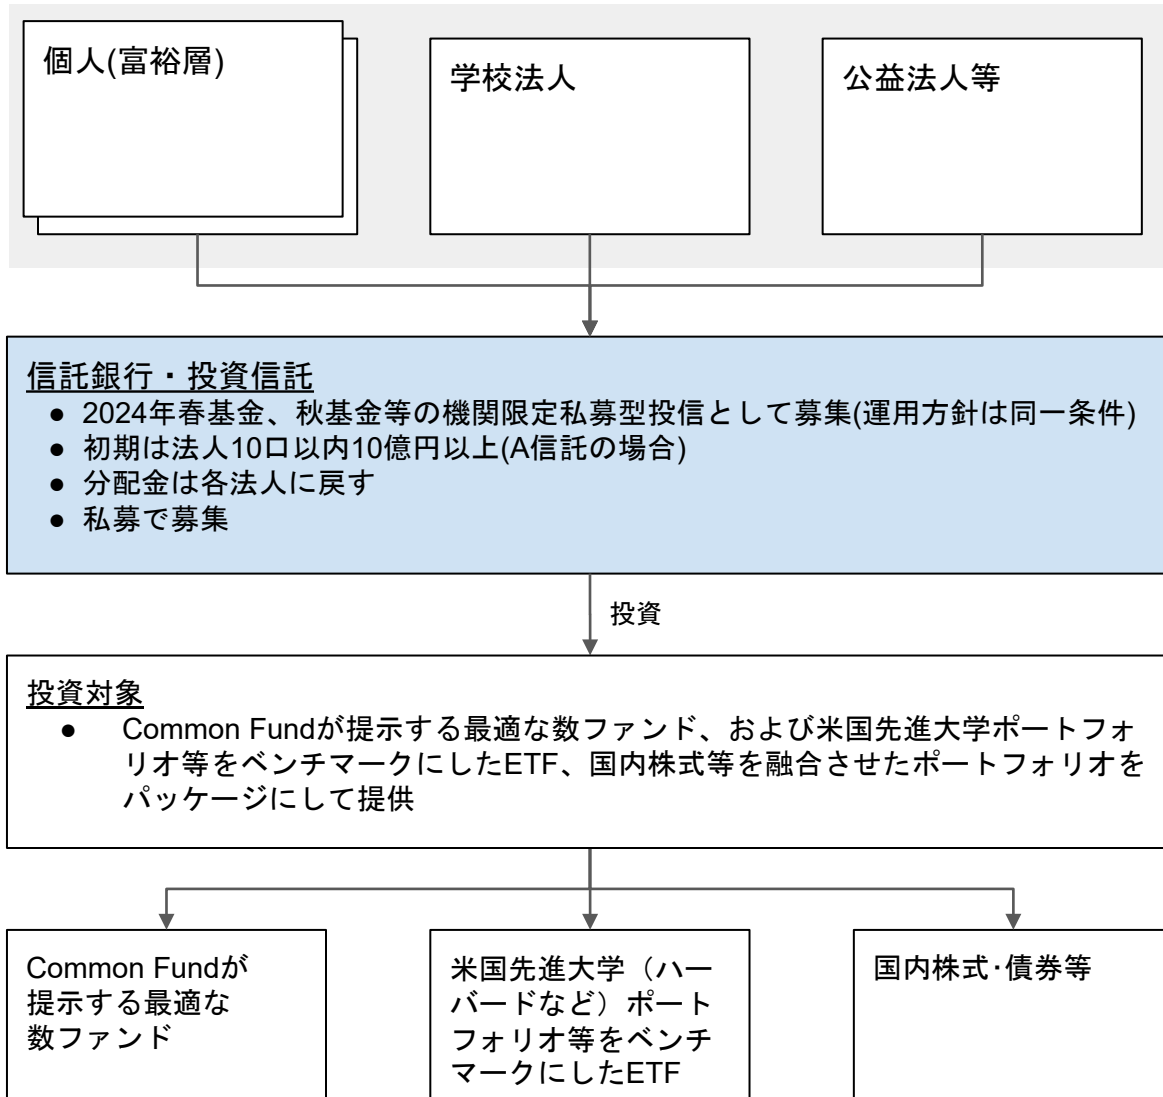 個人(富裕層)
学校法人
公益法人等
信託銀行・投資信託
● 2024年春基金、秋基金等の機関限定私募型投信として募集(運用方針は同一条件)
● 初期は法人10口以内10億円以上(A信託の場合)
● 分配金は各法人に戻す
● 私募で募集
投資
投資対象
● Common Fundが提示する最適な数ファンド、および米国先進大学ポートフォ
リオ等をベンチマークにしたETF、国内株式等を融合させたポートフォリオを
パッケージにして提供
Common Fundが
提示する最適な
数ファンド
米国先進大学（ハー
バードなど）ポート
フォリオ等をベンチ
マークにしたETF
国内株式･債券等